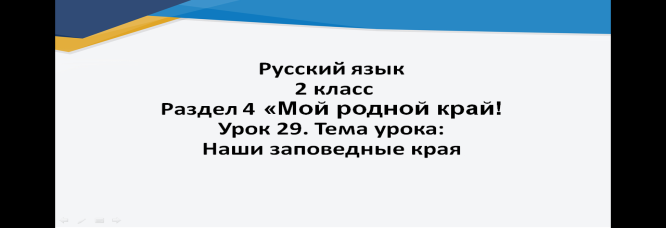 Русский язык
2 класс
Раздел 4 «Мой родной край!
Урок 29. Тема урока:
Наши заповедные края